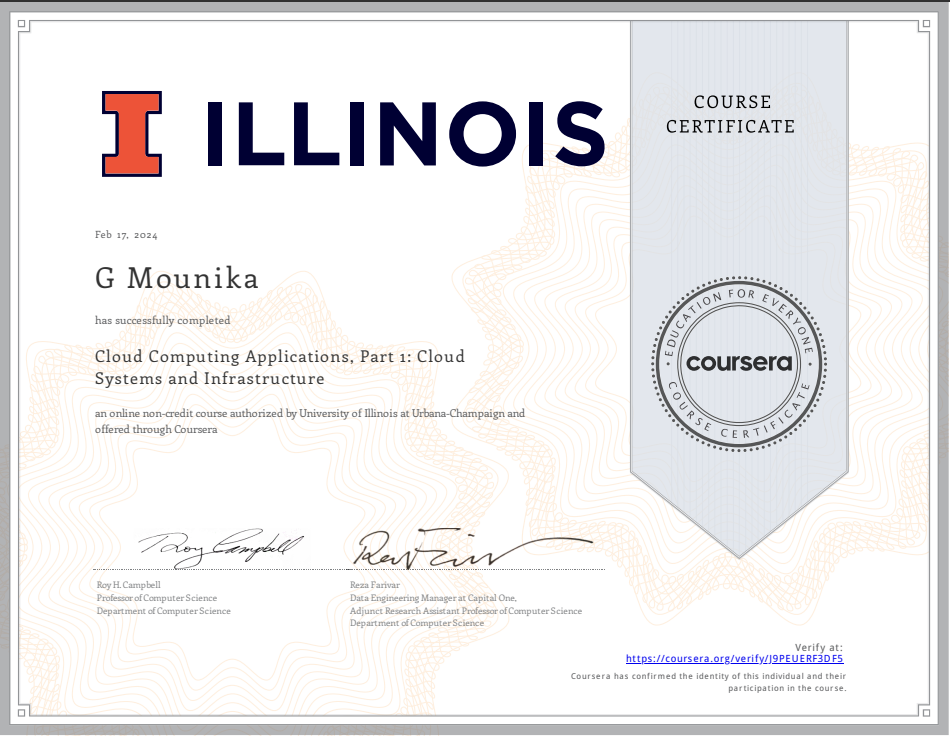 I ILLINOIS
COURSE
CERTIFICATE
Feb 17, 2024
G Mounika
has successfully completed
Cloud Computing Applications, Part 1: Cloud
Systems and Infrastructure
an online non-credit course authorized by University of Illinois at Urbana-Champaign and
offered through Coursera
EDUCATION FOR EVERYONE
coursera
COURSE CERTIFICATE
Roy Campbell
Roy H. Campbell
Professor of Computer Science
Department of Computer Science
Reza Farivar
Data Engineering Manager at Capital One,
Adjunct Research Assistant Professor of Computer Science
Department of Computer Science
Verify at:
https://coursera.org/verify/J9PEUERF3DF5
Coursera has confirmed the identity of this individual and their
participation in the course.